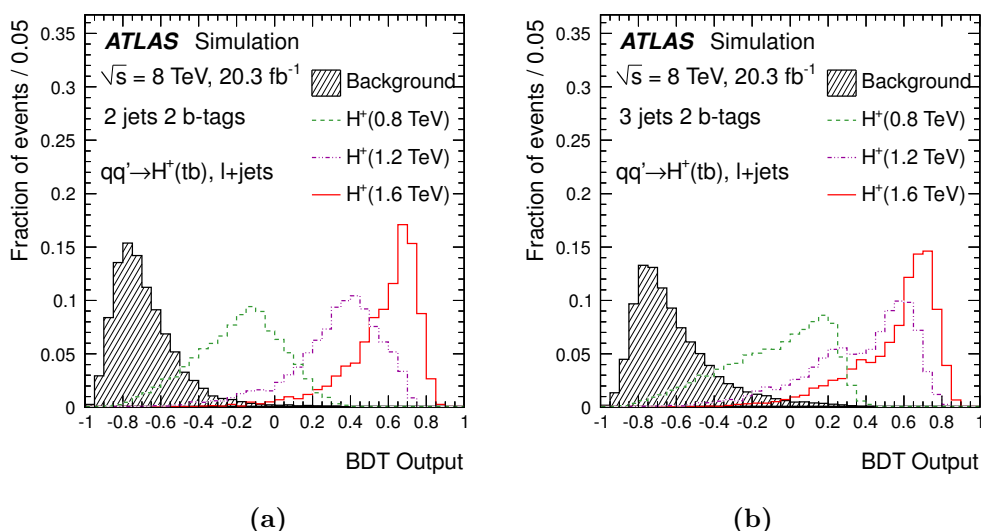 ATLAS Simulation
√s = 8 TeV, 20.3 fb⁻¹
2 jets 2 b-tags
qq'→H⁺(tb), l+jets
Background
H⁺(0.8 TeV)
H⁺(1.2 TeV)
H⁺(1.6 TeV)
Fraction of events / 0.05
0.35
0.3
0.25
0.2
0.15
0.1
0.05
0
-1 -0.8 -0.6 -0.4 -0.2 0 0.2 0.4 0.6 0.8 1
BDT Output
(a)
ATLAS Simulation
√s = 8 TeV, 20.3 fb⁻¹
3 jets 2 b-tags
qq'→H⁺(tb), l+jets
Background
H⁺(0.8 TeV)
H⁺(1.2 TeV)
H⁺(1.6 TeV)
Fraction of events / 0.05
0.35
0.3
0.25
0.2
0.15
0.1
0.05
0
-1 -0.8 -0.6 -0.4 -0.2 0 0.2 0.4 0.6 0.8 1
BDT Output
(b)